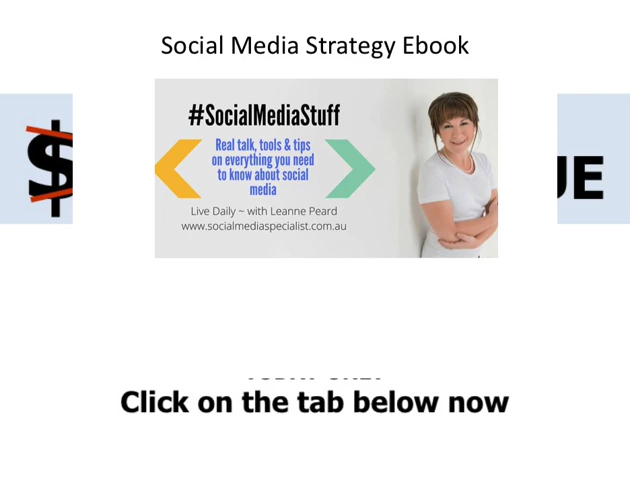 Social Media Strategy Ebook
#SocialMediaStuff
Real talk, tools & tips
on everything you need
to know about social
media
Live Daily ~ with Leanne Peard
www.socialmediaspecialist.com.au
$
UE
Click on the tab below now